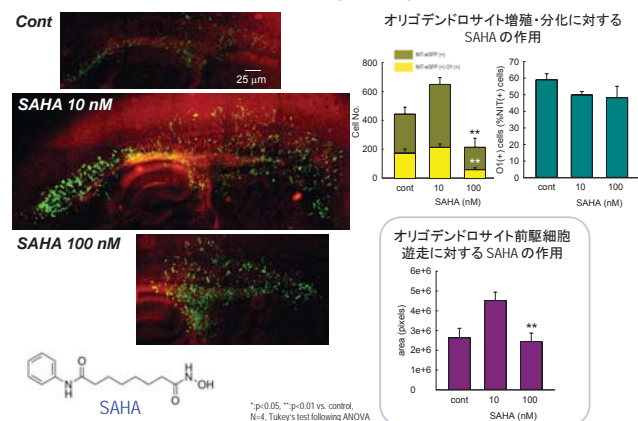 Cont
25 μm
SAHA 10 nM
SAHA 100 nM
SAHA
オリゴデンドロサイト増殖・分化に対する
SAHA の作用
NIT-eGFP (+)
NIT-eGFP (+) O1 (+)
Cell No.
800
600
400
200
0
**
**
cont
10
100
SAHA (nM)
O1(+) cells (%NIT(+) cells)
70
60
50
40
30
20
10
0
cont
10
100
SAHA (nM)
オリゴデンドロサイト前駆細胞
遊走に対する SAHA の作用
area (pixels)
6e+6
5e+6
4e+6
3e+6
2e+6
1e+6
0
**
cont
10
100
SAHA (nM)
O
N
H
O
H
N
OH
*:p<0.05, **:p<0.01 vs. control,
N=4, Tukey's test following ANOVA